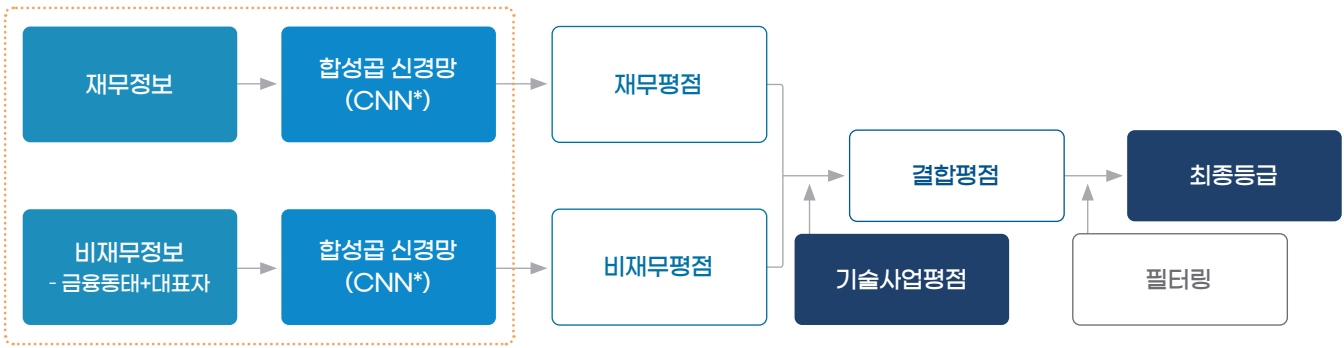 재무정보
합성곱 신경망
(CNN*)
재무평점
결합평점
최종등급
비재무정보
- 금융동태+대표자
합성곱 신경망
(CNN*)
비재무평점
기술사업평점
필터링